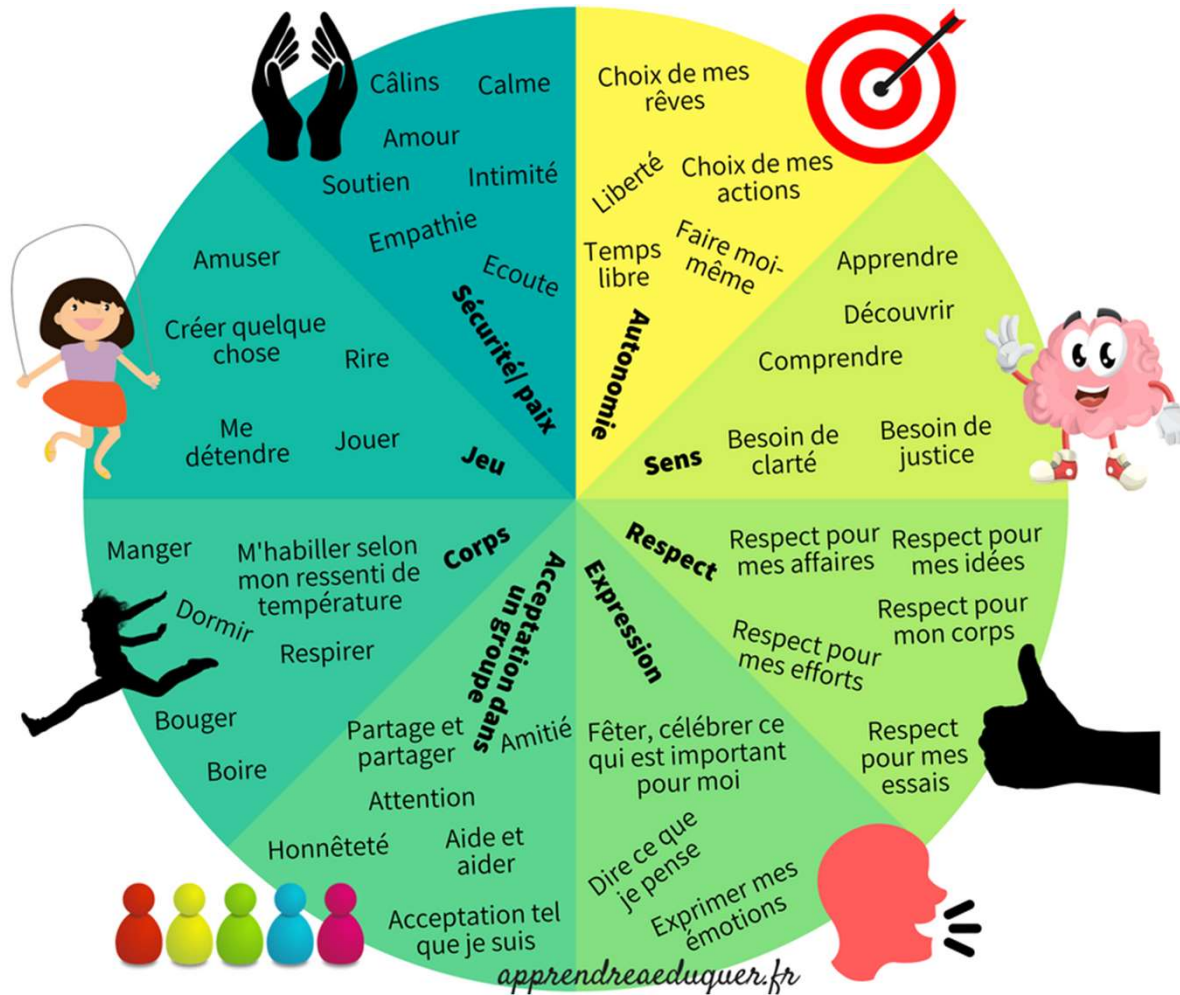 Câlins
Calme
Amour
Soutien
Intimité
Empathie
Ecoute
Sécurité/ paix
Choix de mes
rêves
Liberté
Choix de mes
actions
Temps
libre
Faire moi-
même
Autonomie
Apprendre
Découvrir
Comprendre
Besoin de
clarté
Besoin de
justice
Sens
Respect
Respect pour
mes affaires
Respect pour
mes idées
Respect pour
mon corps
Respect pour
mes efforts
Respect
pour mes
essais
Expression
Fêter, célébrer ce
qui est important
pour moi
Dire ce que
je pense
Exprimer mes
émotions
Acceptation dans
un groupe
Amitié
Partage et
partager
Attention
Honnêteté
Aide et
aider
Acceptation tel
que je suis
Corps
Manger
M'habiller selon
mon ressenti de
température
Dormir
Respirer
Bouger
Boire
Amuser
Créer quelque
chose
Rire
Me
détendre
Jouer
Jeu
apprendreaeduquer.fr